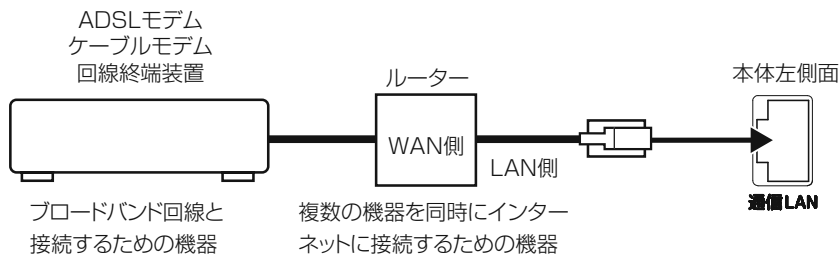 ADSLモデム
ケーブルモデム
回線終端装置
ルーター
本体左側面
WAN側
LAN側
通信LAN
ブロードバンド回線と
接続するための機器
複数の機器を同時にインター
ネットに接続するための機器